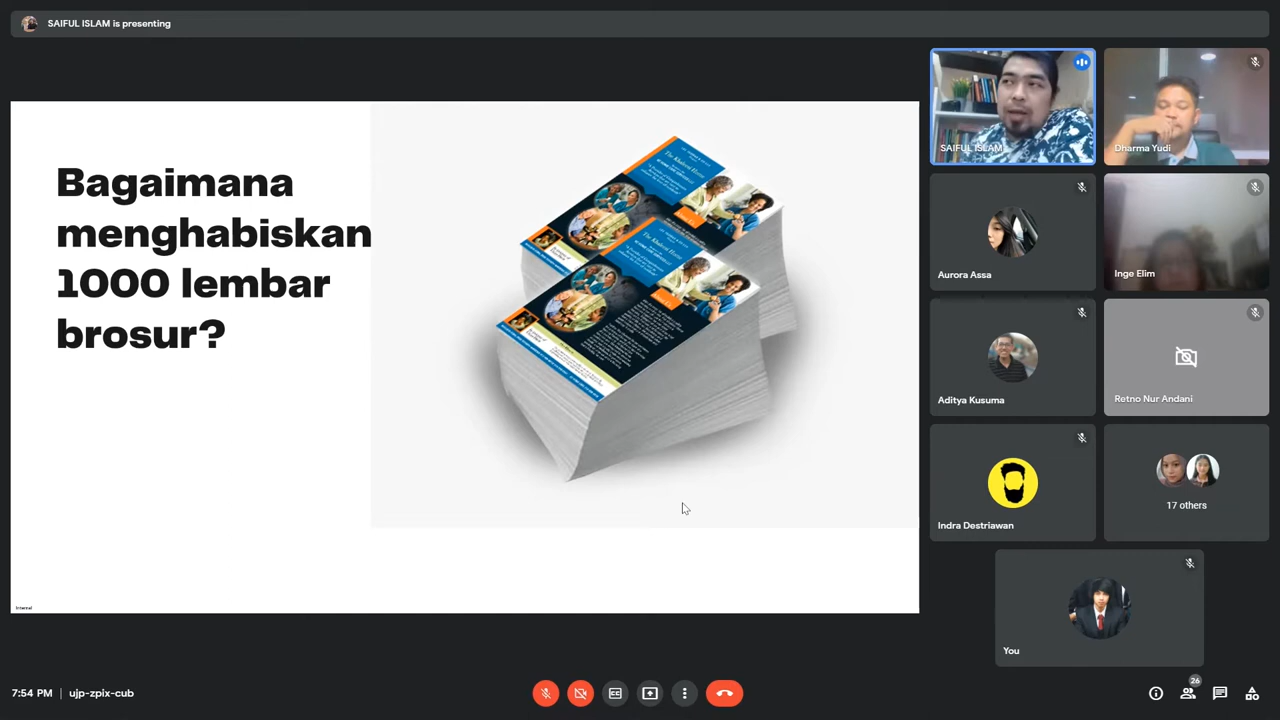 SAIFUL ISLAM is presenting
Bagaimana
menghabiskan
1000 lembar
brosur?
Internal
SAIFUL ISLAM
Dharma Yudi
Aurora Assa
Inge Elim
Aditya Kusuma
Retno Nur Andani
Indra Destriawan
17 others
You
7:54 PM | ujp-zpix-cub
26